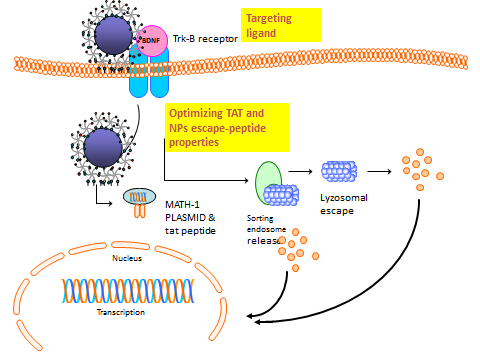 Targeting
ligand
BDNF
Trk-B receptor
Optimizing TAT and
NPs escape-peptide
properties
MATH-1
PLASMID &
tat peptide
Sorting
endosome
release
Lyzosomal
escape
Nucleus
Transcription